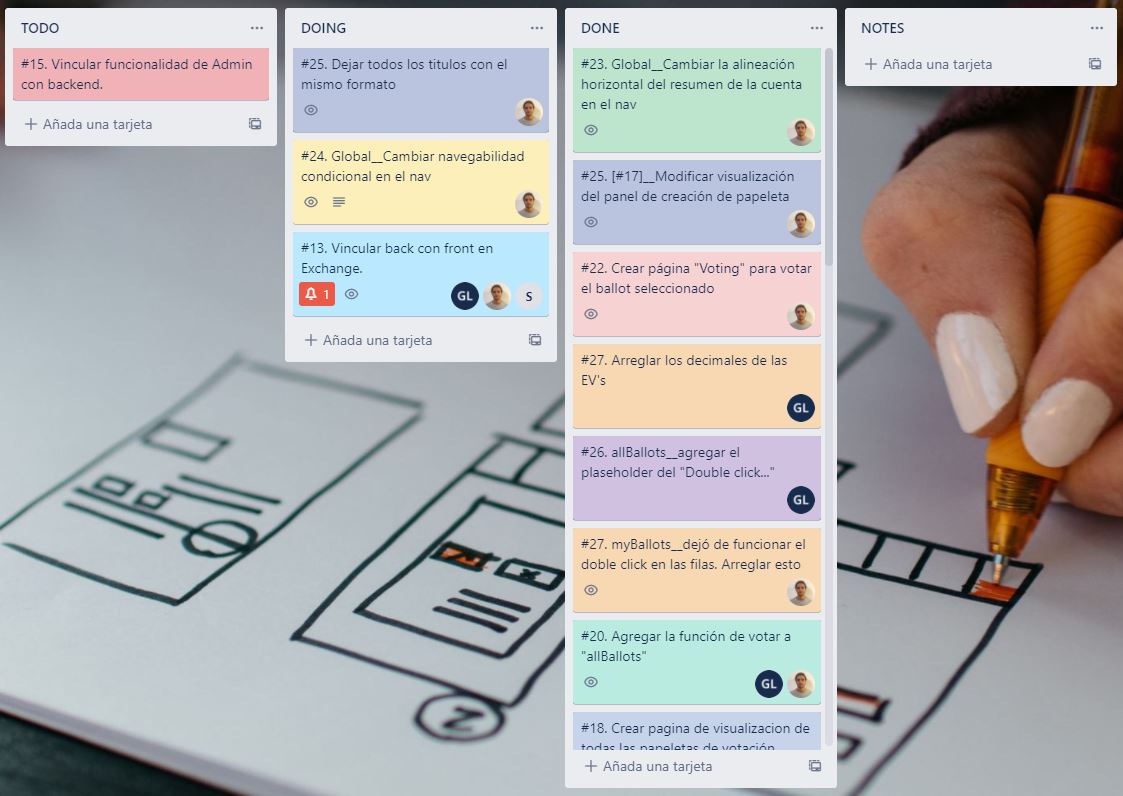 TODO
#15. Vincular funcionalidad de Admin
con backend.
Añada una tarjeta
DOING
#25. Dejar todos los titulos con el
mismo formato
#24. Global__Cambiar navegabilidad
condicional en el nav
#13. Vincular back con front en
Exchange.
1
GL
S
Añada una tarjeta
DONE
#23. Global__Cambiar la alineación
horizontal del resumen de la cuenta
en el nav
#25. [#17]__Modificar visualización
del panel de creación de papeleta
#22. Crear página "Voting" para votar
el ballot seleccionado
#27. Arreglar los decimales de las
EV's
GL
#26. allBallots__agregar el
plaseholder del "Double click..."
GL
#27. myBallots__dejó de funcionar el
doble click en las filas. Arreglar esto
#20. Agregar la función de votar a
"allBallots"
GL
#18. Crear pagina de visualizacion de
todas las papeletas de votación
Añada una tarjeta
NOTES
Añada una tarjeta